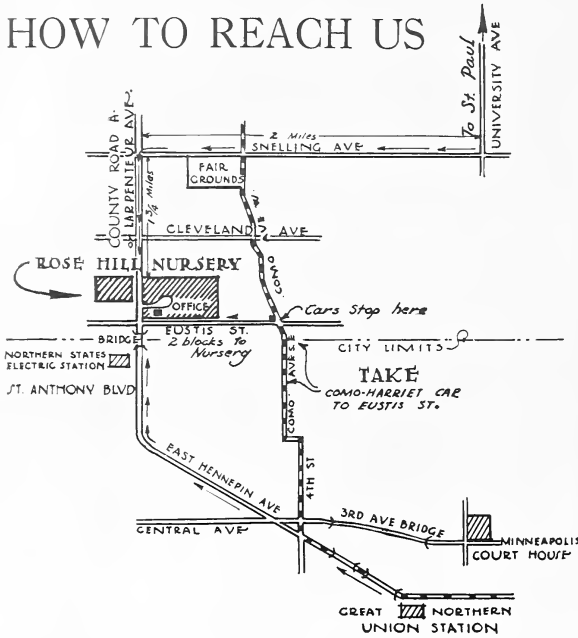 HOW TO REACH US
To St. Paul
UNIVERSITY AVE
COUNTY ROAD A.
OR LARPENTEUR AVE.
2 Miles
SNELLING AVE
FAIR
GROUNDS
1 3/4 Miles
CLEVELAND AVE
COMO AVE W.
ROSE HILL NURSERY
OFFICE
Cars Stop here
EUSTIS ST.
2 blocks to
Nursery
BRIDGE
CITY LIMITS
NORTHERN STATES
ELECTRIC STATION
ST. ANTHONY BLVD
TAKE
COMO-HARRIET CAR
TO EUSTIS ST.
COMO AVE SE
EAST HENNEPIN AVE
4TH ST
3RD AVE BRIDGE
CENTRAL AVE
MINNEAPOLIS
COURT HOUSE
GREAT NORTHERN
UNION STATION